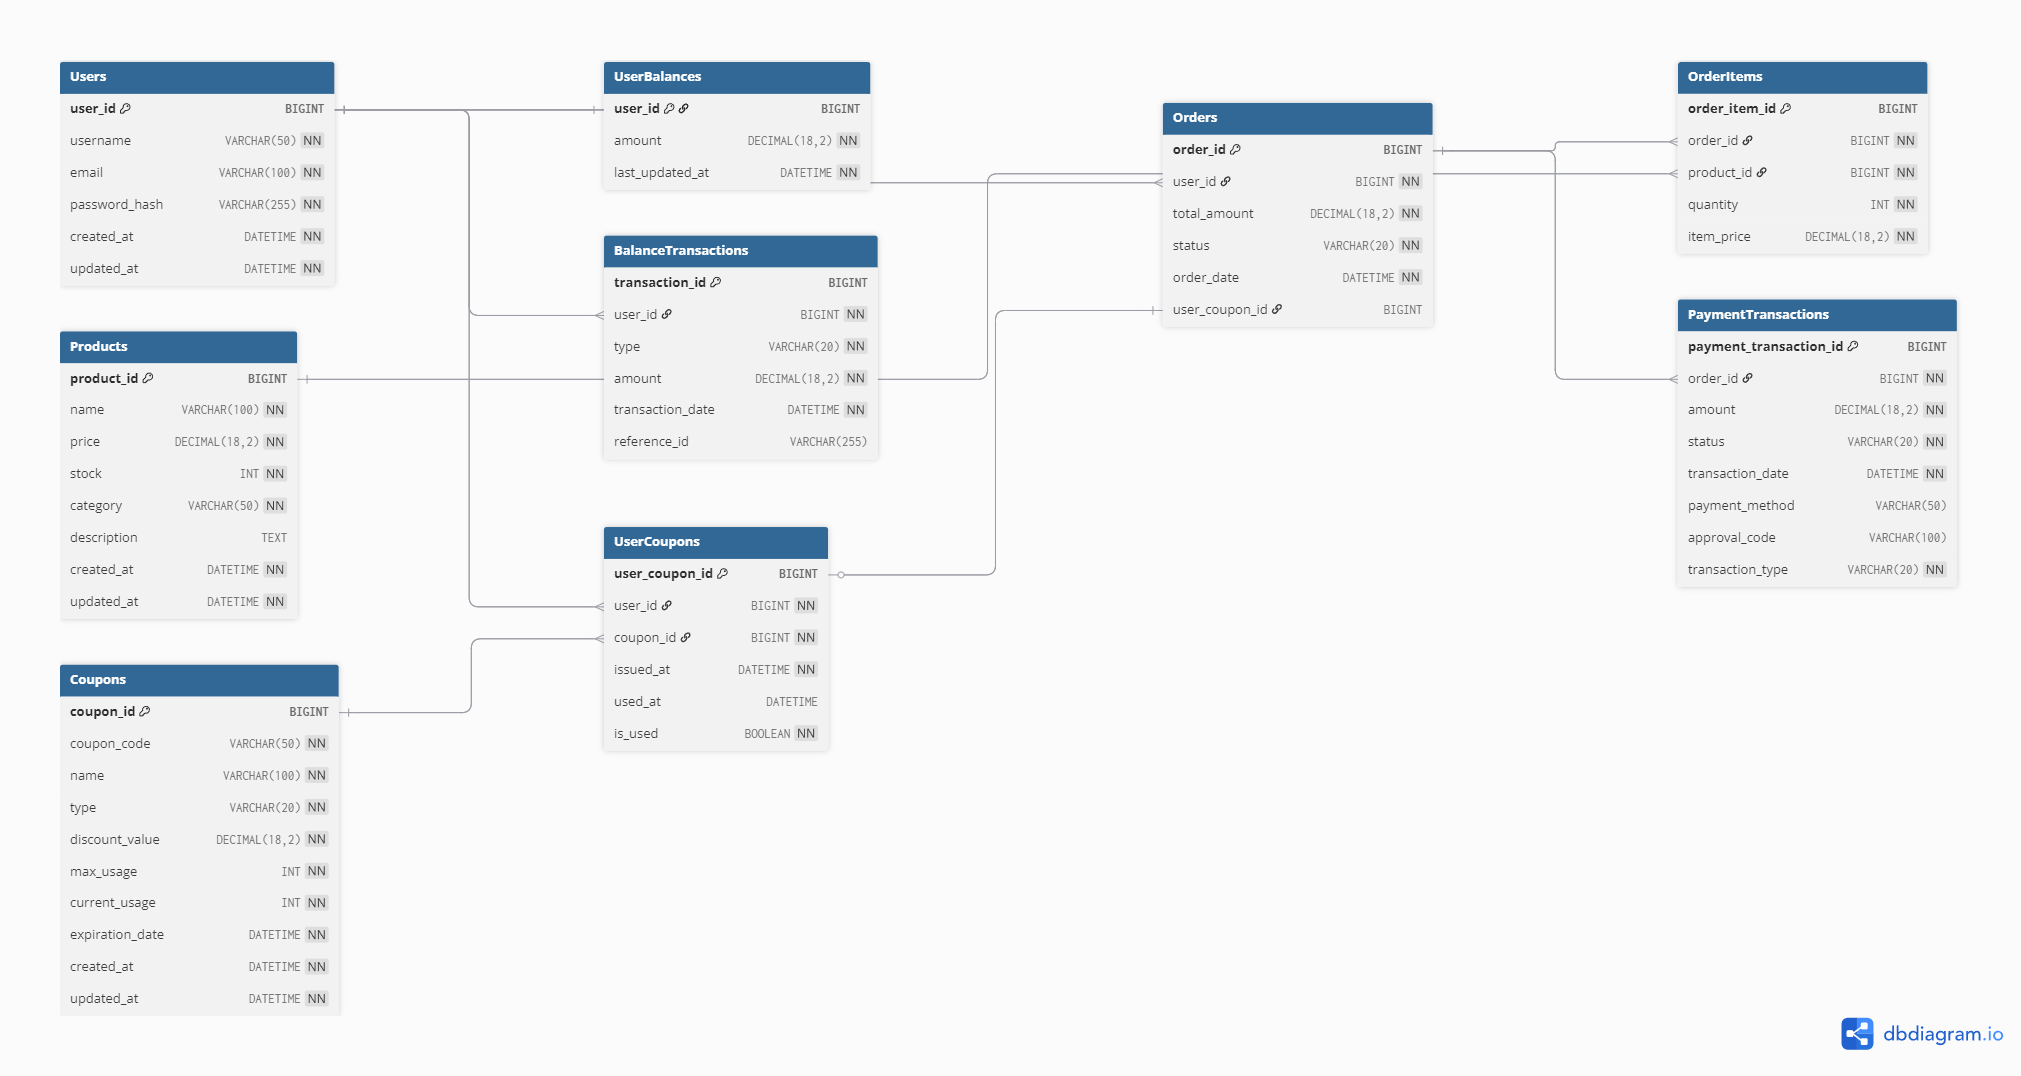 Users
user_id BIGINT
username VARCHAR(50) NN
email VARCHAR(100) NN
password_hash VARCHAR(255) NN
created_at DATETIME NN
updated_at DATETIME NN
Products
product_id BIGINT
name VARCHAR(100) NN
price DECIMAL(18,2) NN
stock INT NN
category VARCHAR(50) NN
description TEXT
created_at DATETIME NN
updated_at DATETIME NN
Coupons
coupon_id BIGINT
coupon_code VARCHAR(50) NN
name VARCHAR(100) NN
type VARCHAR(20) NN
discount_value DECIMAL(18,2) NN
max_usage INT NN
current_usage INT NN
expiration_date DATETIME NN
created_at DATETIME NN
updated_at DATETIME NN
UserBalances
user_id BIGINT
amount DECIMAL(18,2) NN
last_updated_at DATETIME NN
BalanceTransactions
transaction_id BIGINT
user_id BIGINT NN
type VARCHAR(20) NN
amount DECIMAL(18,2) NN
transaction_date DATETIME NN
reference_id VARCHAR(255)
UserCoupons
user_coupon_id BIGINT
user_id BIGINT NN
coupon_id BIGINT NN
issued_at DATETIME NN
used_at DATETIME
is_used BOOLEAN NN
Orders
order_id BIGINT
user_id BIGINT NN
total_amount DECIMAL(18,2) NN
status VARCHAR(20) NN
order_date DATETIME NN
user_coupon_id BIGINT
OrderItems
order_item_id BIGINT
order_id BIGINT NN
product_id BIGINT NN
quantity INT NN
item_price DECIMAL(18,2) NN
PaymentTransactions
payment_transaction_id BIGINT
order_id BIGINT NN
amount DECIMAL(18,2) NN
status VARCHAR(20) NN
transaction_date DATETIME NN
payment_method VARCHAR(50)
approval_code VARCHAR(100)
transaction_type VARCHAR(20) NN
dbdiagram.io